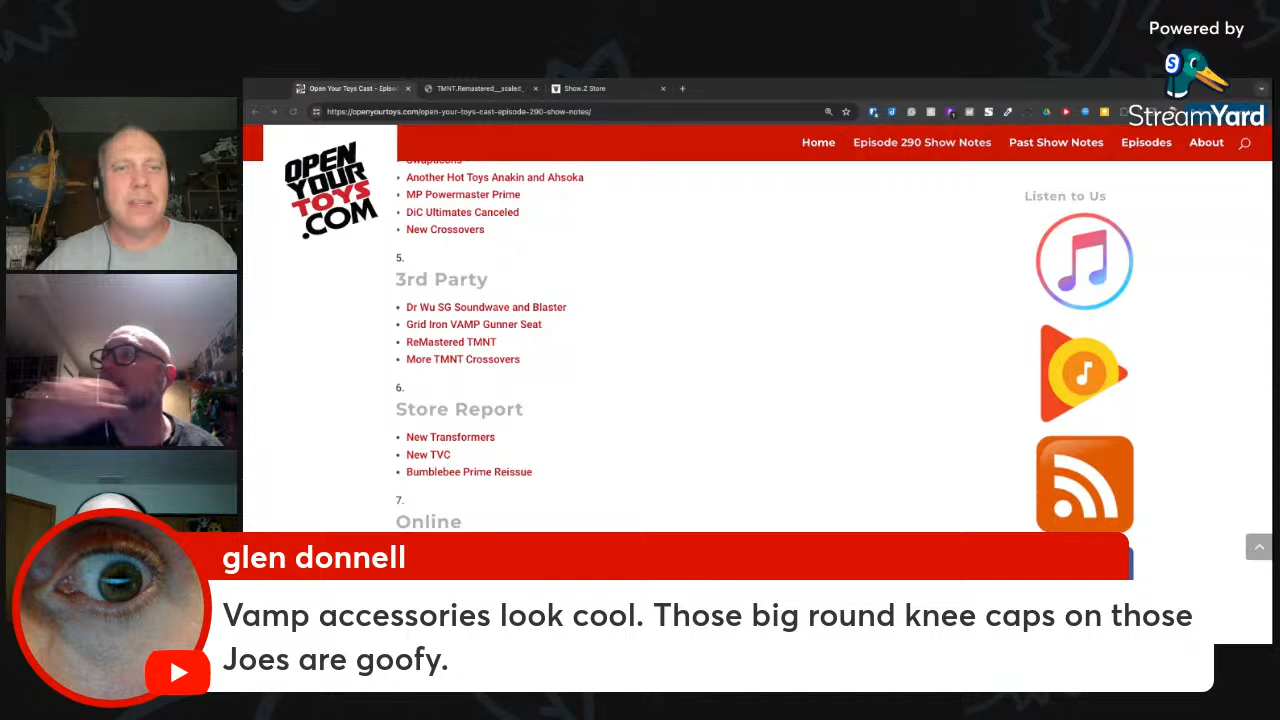 Powered by
StreamYard
Open Your Toys Cast - Episo
TMNT.Remastered__scaled_
Show.Z Store
https://openyourtoys.com/open-your-toys-cast-episode-290-show-notes/
Home
Episode 290 Show Notes
Past Show Notes
Episodes
About
OPEN
YOUR
TOYS
.COM
Swapticons
• Another Hot Toys Anakin and Ahsoka
• MP Powermaster Prime
• DiC Ultimates Canceled
• New Crossovers
5.
3rd Party
• Dr Wu SG Soundwave and Blaster
• Grid Iron VAMP Gunner Seat
• ReMastered TMNT
• More TMNT Crossovers
6.
Store Report
• New Transformers
• New TVC
• Bumblebee Prime Reissue
7.
Online
Listen to Us
glen donnell
Vamp accessories look cool. Those big round knee caps on those
Joes are goofy.